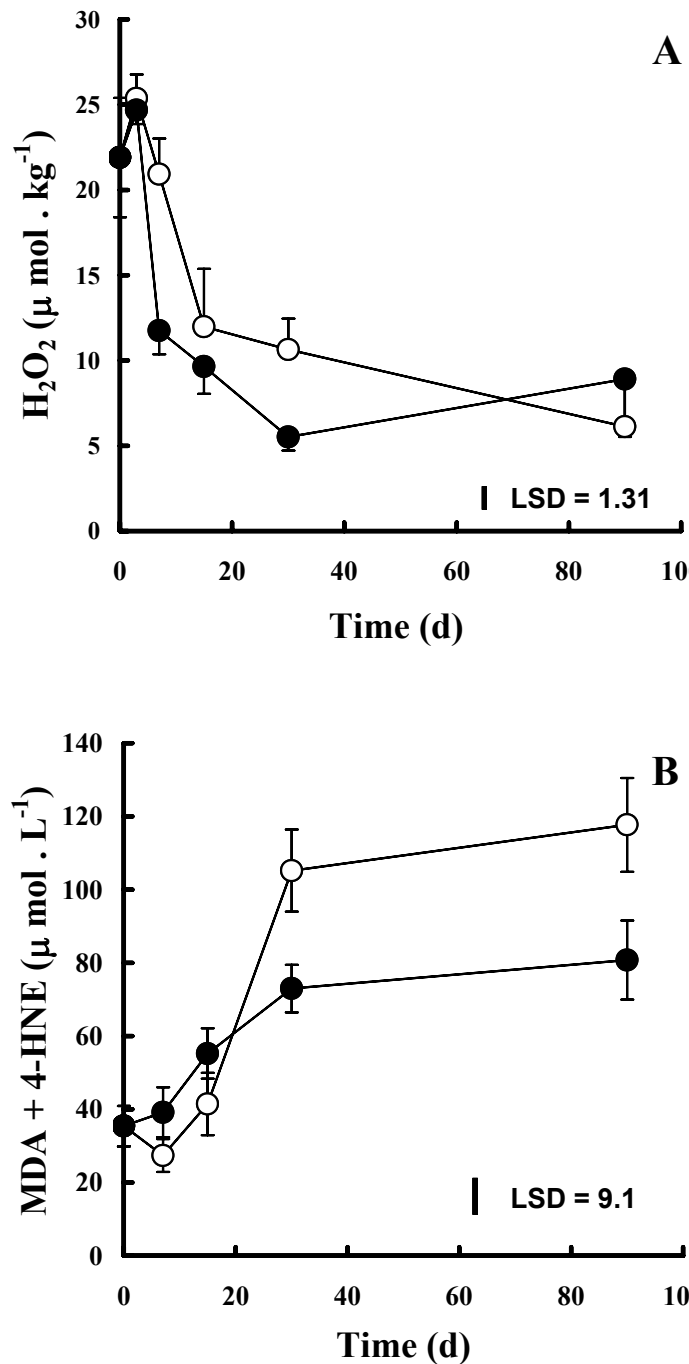 A
30
25
20
15
10
5
0
H₂O₂ (μ mol . kg⁻¹)
LSD = 1.31
0 20 40 60 80 10
Time (d)
B
140
120
100
80
60
40
20
0
MDA + 4-HNE (μ mol . L⁻¹)
LSD = 9.1
0 20 40 60 80 10
Time (d)